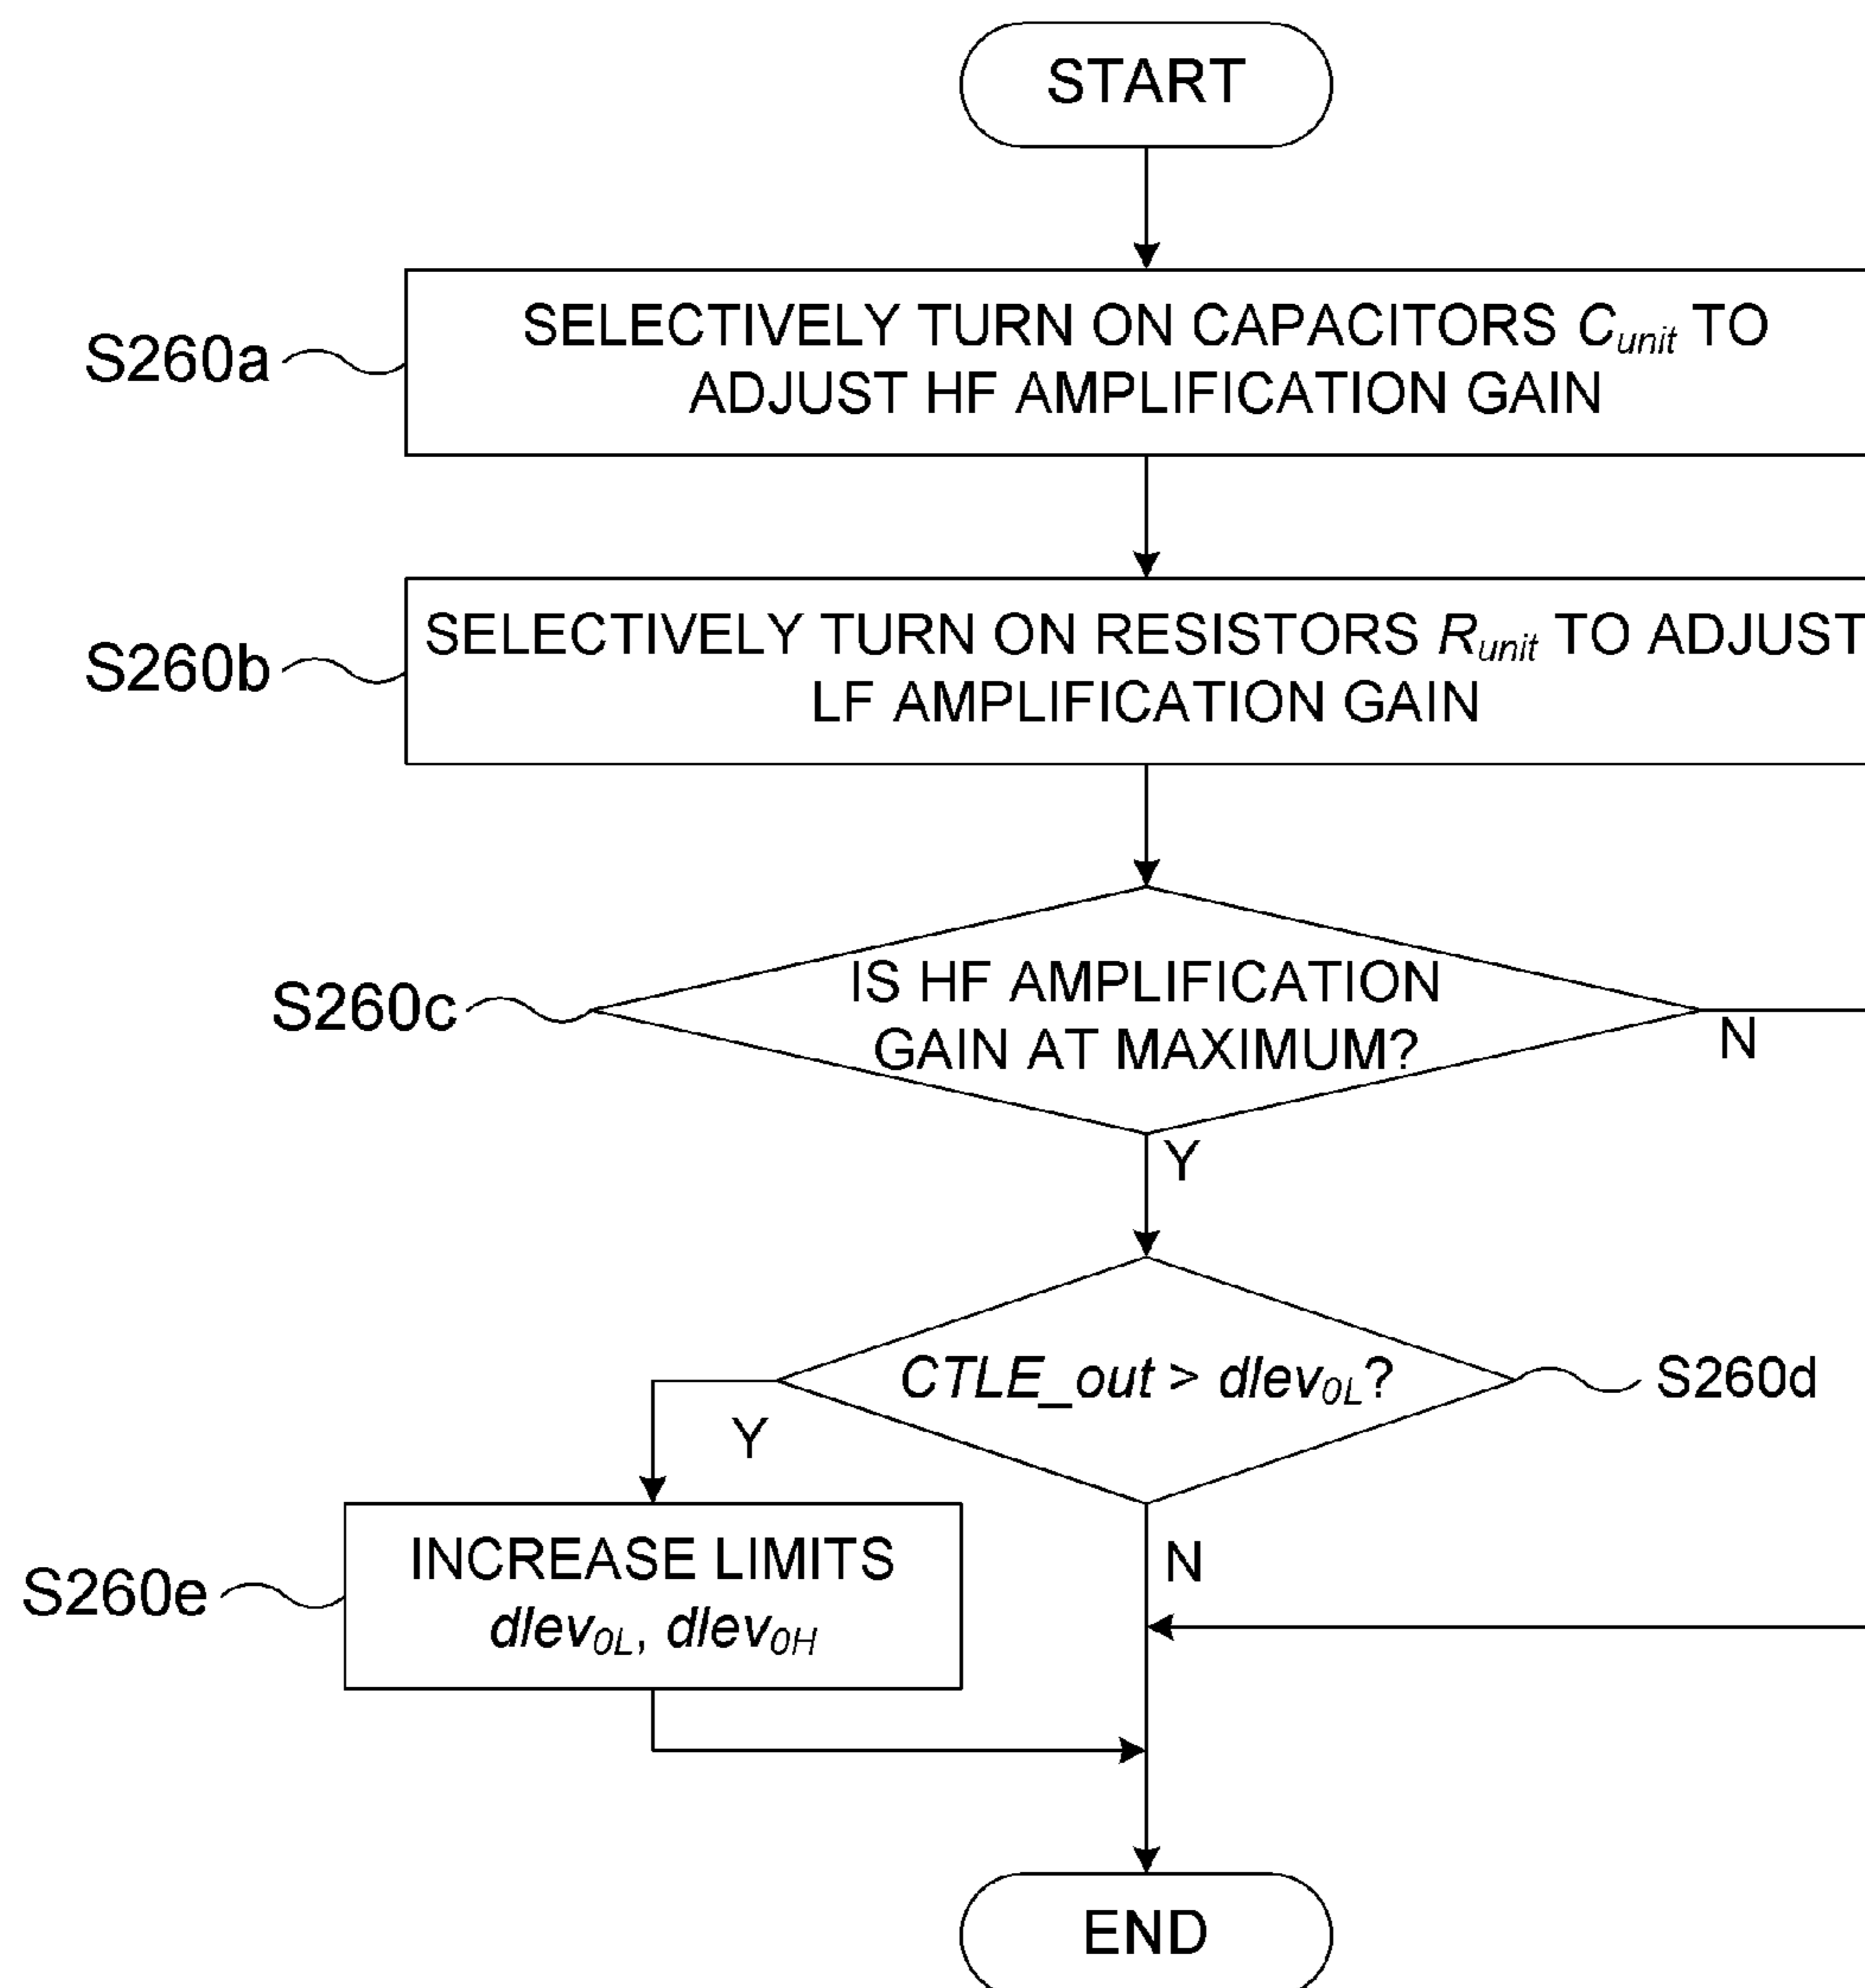 START
S260a
SELECTIVELY TURN ON CAPACITORS Cunit TO
ADJUST HF AMPLIFICATION GAIN
S260b
SELECTIVELY TURN ON RESISTORS Runit TO ADJUST
LF AMPLIFICATION GAIN
S260c
IS HF AMPLIFICATION
GAIN AT MAXIMUM?
N
Y
CTLE_out > dlev0L?
S260d
Y
N
S260e
INCREASE LIMITS
dlev0L, dlev0H
END